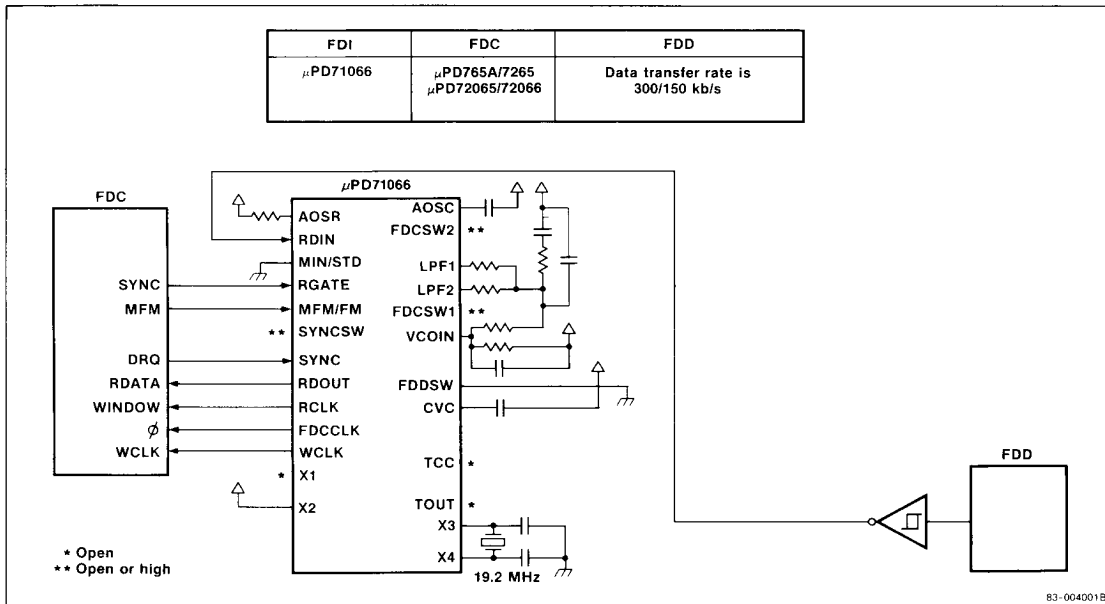 FDI FDC FDD
μPD71066 μPD765A/7265 Data transfer rate is
μPD72065/72066 300/150 kb/s
FDC
SYNC
MFM
DRQ
RDATA
WINDOW
ϕ
WCLK
μPD71066
AOSR
RDIN
MIN/STD
RGATE
MFM/FM
** SYNCSW
SYNC
RDOUT
RCLK
FDCCLK
WCLK
* X1
X2
AOSC
FDCSW2 **
LPF1
LPF2
FDCSW1 **
VCOIN
FDDSW
CVC
TCC *
TOUT *
X3
X4
19.2 MHz
FDD
* Open
** Open or high
83-004001B